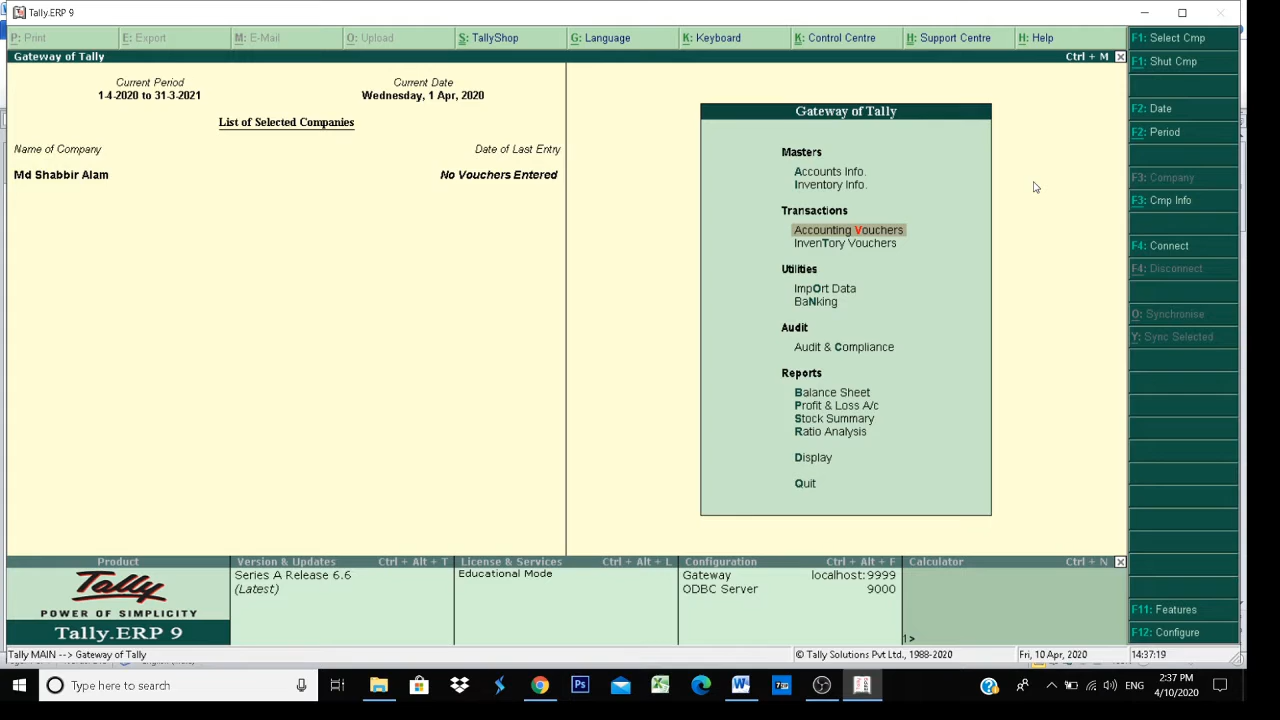 Tally.ERP 9
P: Print E: Export M: E-Mail O: Upload S: TallyShop G: Language K: Keyboard K: Control Centre H: Support Centre H: Help
Gateway of Tally Ctrl + M
Current Period Current Date
1-4-2020 to 31-3-2021 Wednesday, 1 Apr, 2020
List of Selected Companies
Name of Company Date of Last Entry
Md Shabbir Alam No Vouchers Entered
Gateway of Tally
Masters
Accounts Info.
Inventory Info.
Transactions
Accounting Vouchers
InvenTory Vouchers
Utilities
ImpOrt Data
BaNking
Audit
Audit & Compliance
Reports
Balance Sheet
Profit & Loss A/c
Stock Summary
Ratio Analysis
Display
Quit
F1: Select Cmp
F1: Shut Cmp
F2: Date
F2: Period
F3: Company
F3: Cmp Info
F4: Connect
F4: Disconnect
O: Synchronise
Y: Sync Selected
F11: Features
F12: Configure
Product Version & Updates Ctrl + Alt + T License & Services Ctrl + Alt + L Configuration Ctrl + Alt + F Calculator Ctrl + N
Tally
POWER OF SIMPLICITY
Tally.ERP 9
Series A Release 6.6
(Latest)
Educational Mode
Gateway localhost:9999
ODBC Server 9000
1>
Tally MAIN --> Gateway of Tally © Tally Solutions Pvt Ltd., 1988-2020 Fri, 10 Apr, 2020 14:37:19
Type here to search
ENG
2:37 PM
4/10/2020